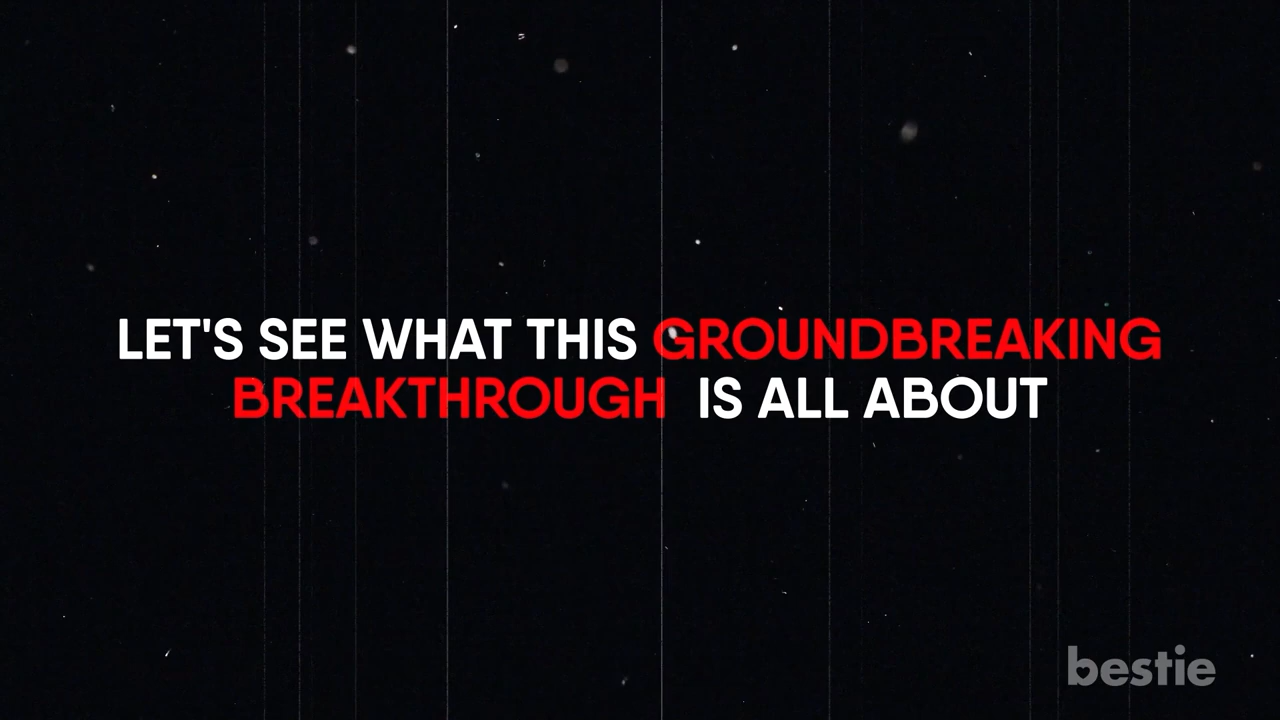 LET'S SEE WHAT THIS GROUNDBREAKING
BREAKTHROUGH IS ALL ABOUT
bestie